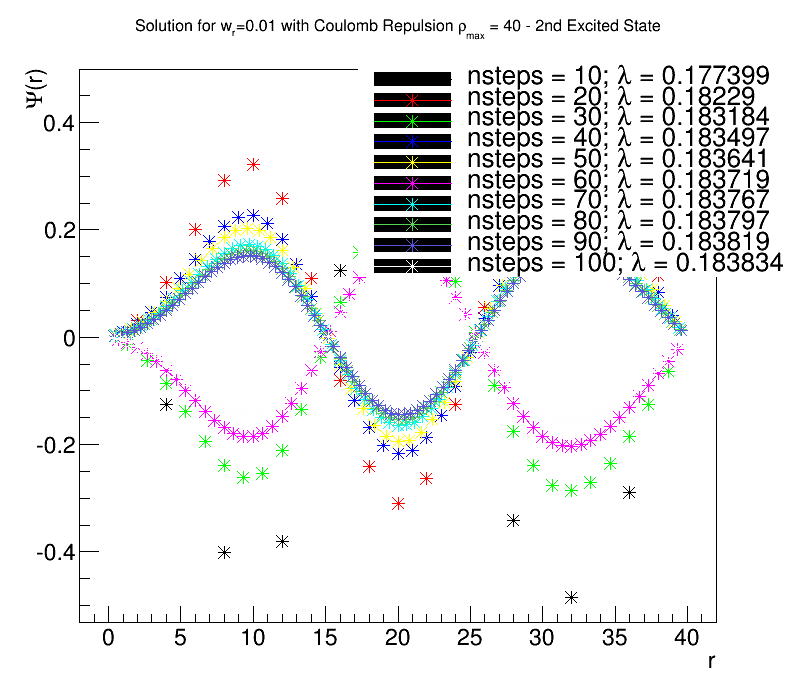 Solution for wr=0.01 with Coulomb Repulsion ρmax = 40 - 2nd Excited State
Ψ(r)
nsteps = 10; λ = 0.177399
nsteps = 20; λ = 0.18229
nsteps = 30; λ = 0.183184
nsteps = 40; λ = 0.183497
nsteps = 50; λ = 0.183641
nsteps = 60; λ = 0.183719
nsteps = 70; λ = 0.183767
nsteps = 80; λ = 0.183797
nsteps = 90; λ = 0.183819
nsteps = 100; λ = 0.183834
0.4
0.2
0
-0.2
-0.4
0 5 10 15 20 25 30 35 40
r